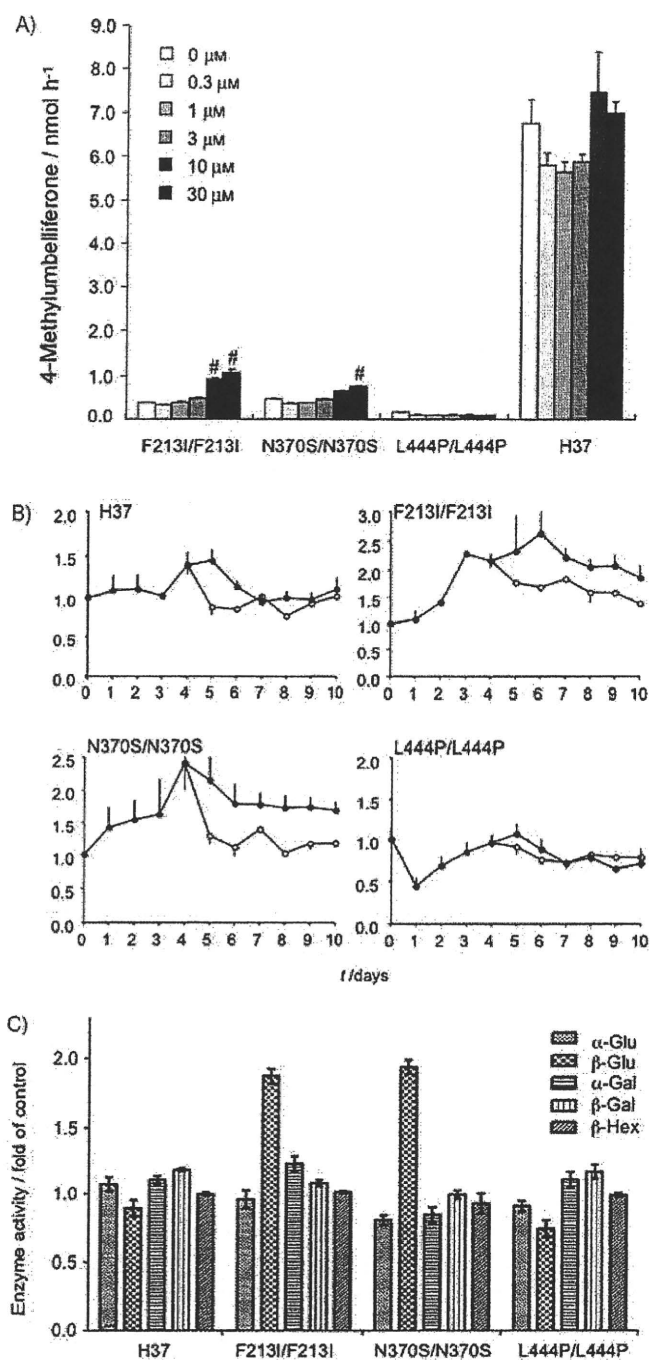 A)
4-Methylumbelliferone / nmol h⁻¹
9.0
8.0
7.0
6.0
5.0
4.0
3.0
2.0
1.0
0.0
0 μM
0.3 μM
1 μM
3 μM
10 μM
30 μM
# #
#
F213I/F213I N370S/N370S L444P/L444P H37
B)
H37
2.0
1.5
1.0
0.5
0.0
0 1 2 3 4 5 6 7 8 9 10
F213I/F213I
3.0
2.5
2.0
1.5
1.0
0.5
0.0
0 1 2 3 4 5 6 7 8 9 10
N370S/N370S
2.5
2.0
1.5
1.0
0.5
0.0
0 1 2 3 4 5 6 7 8 9 10
L444P/L444P
2.0
1.5
1.0
0.5
0.0
0 1 2 3 4 5 6 7 8 9 10
t /days
C)
Enzyme activity / fold of control
2.0
1.5
1.0
0.5
0.0
α-Glu
β-Glu
α-Gal
β-Gal
β-Hex
H37 F213I/F213I N370S/N370S L444P/L444P